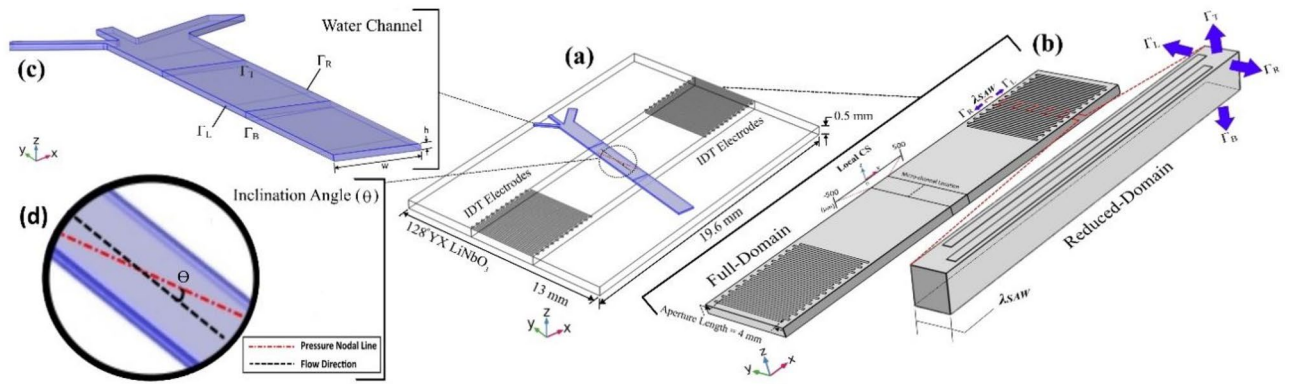 Water Channel
(c)
Γ_T
Γ_R
Γ_L
Γ_B
h
w
z
y
x
(a)
IDT Electrodes
IDT Electrodes
0.5 mm
128°YX LiNbO3
13 mm
19.6 mm
z
y
x
(b)
Γ_T
Γ_L
Γ_R
Γ_B
λSAW
Γ_R
Γ_L
Local CS
500
-500
(μm)
Micro-channel Location
Full-Domain
Reduced-Domain
λSAW
Aperture Length = 4 mm
z
y
x
Inclination Angle (θ)
(d)
Θ
Pressure Nodal Line
Flow Direction